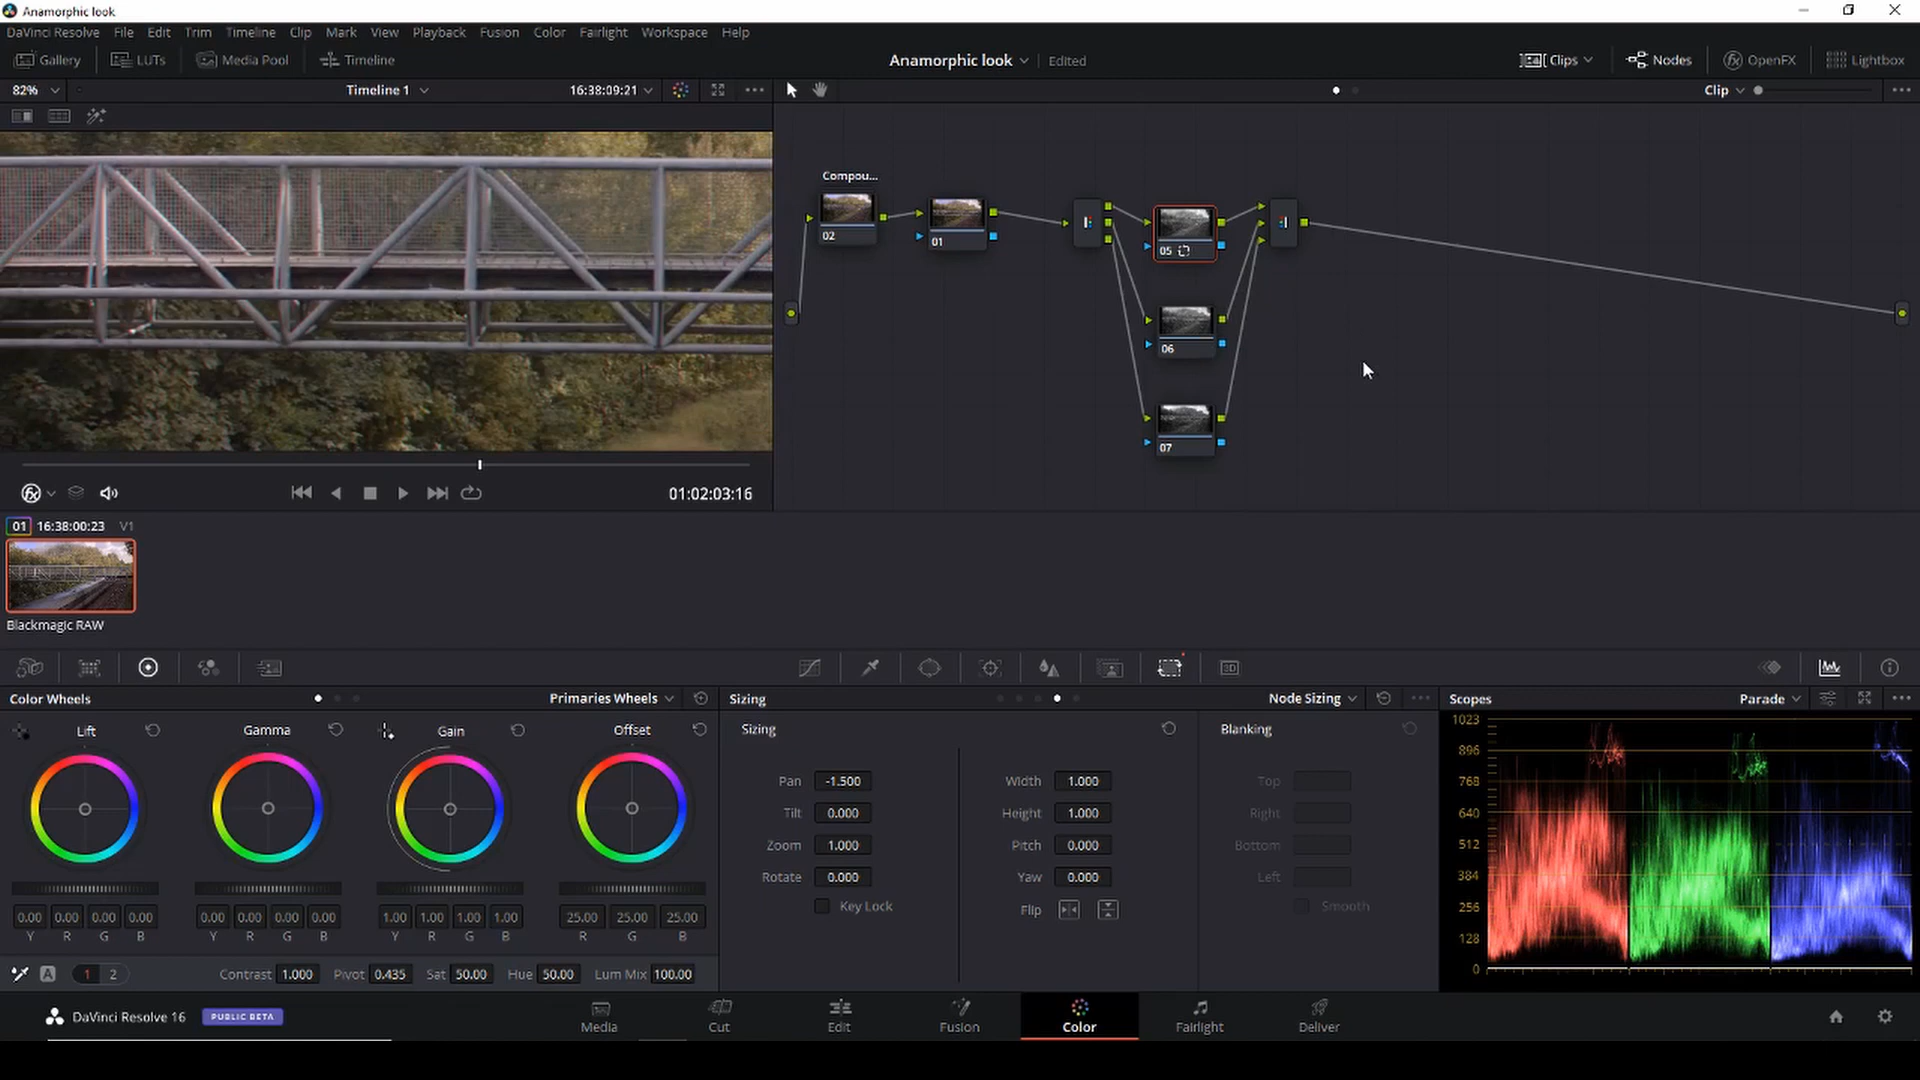 Anamorphic look
DaVinci Resolve File Edit Trim Timeline Clip Mark View Playback Fusion Color Fairlight Workspace Help
Gallery LUTs Media Pool Timeline Anamorphic look Edited Clips Nodes OpenFX Lightbox
82% Timeline 1 16:38:09:21 Clip
Compou...
02
01
05
06
07
01:02:03:16
01 16:38:00:23 V1
Blackmagic RAW
Color Wheels Primaries Wheels Sizing Node Sizing Scopes Parade
Lift Gamma Gain Offset
0.00 0.00 0.00 0.00 0.00 0.00 0.00 0.00 1.00 1.00 1.00 1.00 25.00 25.00 25.00
Y R G B Y R G B Y R G B R G B
A 1 2 Contrast 1.000 Pivot 0.435 Sat 50.00 Hue 50.00 Lum Mix 100.00
Sizing
Pan -1.500 Width 1.000
Tilt 0.000 Height 1.000
Zoom 1.000 Pitch 0.000
Rotate 0.000 Yaw 0.000
Key Lock Flip
3D
Blanking
Top
Right
Bottom
Left
Smooth
1023
896
768
640
512
384
256
128
0
DaVinci Resolve 16 PUBLIC BETA
Media Cut Edit Fusion Color Fairlight Deliver